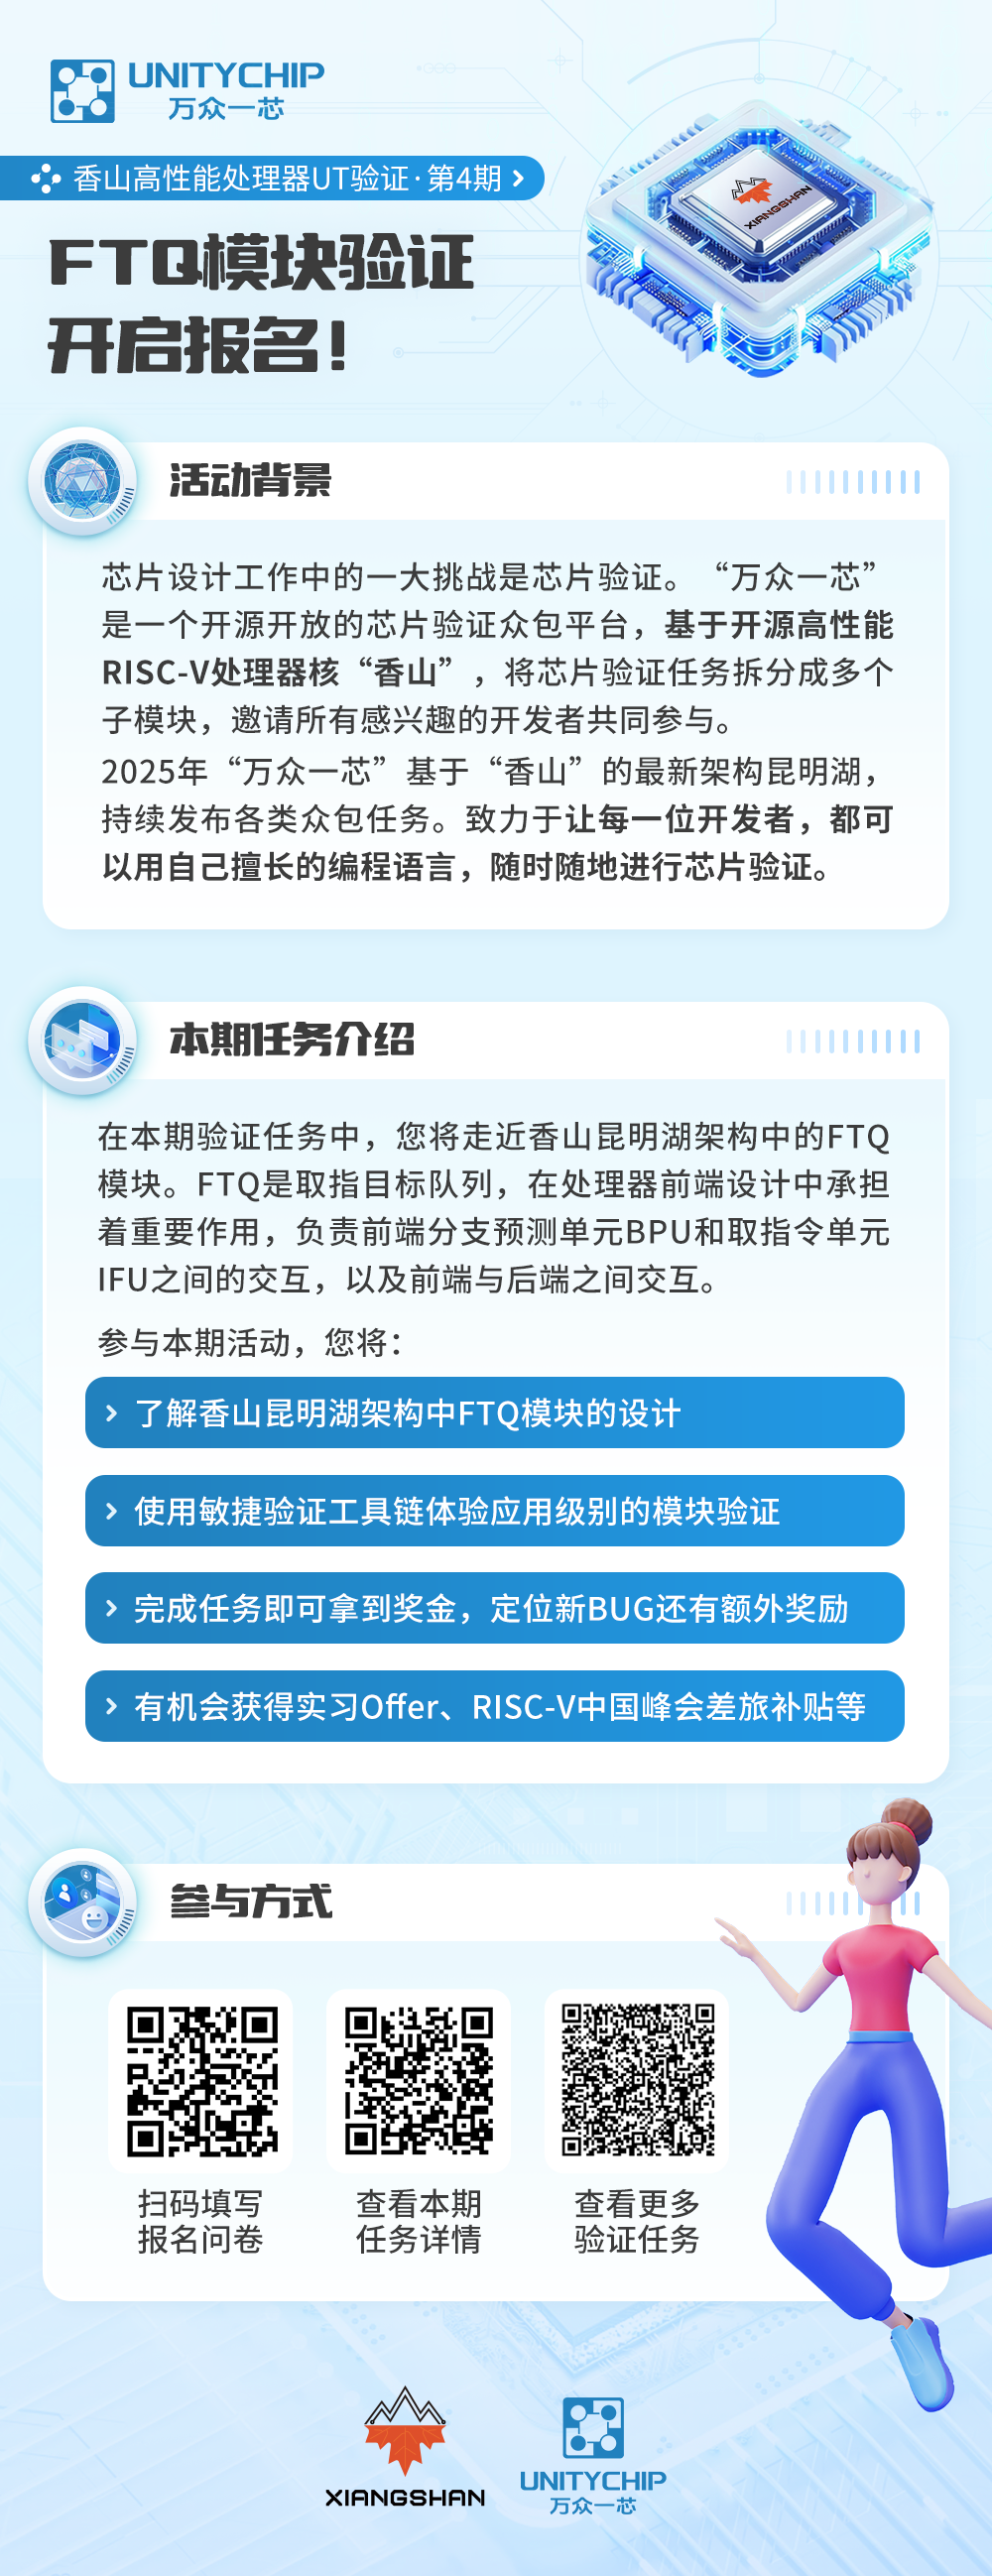 UNITYCHIP
万众一芯
香山高性能处理器UT验证·第4期
XIANGSHAN
FTQ模块验证
开启报名！
活动背景
芯片设计工作中的一大挑战是芯片验证。“万众一芯”
是一个开源开放的芯片验证众包平台，基于开源高性能
RISC-V处理器核“香山”，将芯片验证任务拆分成多个
子模块，邀请所有感兴趣的开发者共同参与。
2025年“万众一芯”基于“香山”的最新架构昆明湖，
持续发布各类众包任务。致力于让每一位开发者，都可
以用自己擅长的编程语言，随时随地进行芯片验证。
本期任务介绍
在本期验证任务中，您将走近香山昆明湖架构中的FTQ
模块。FTQ是取指目标队列，在处理器前端设计中承担
着重要作用，负责前端分支预测单元BPU和取指令单元
IFU之间的交互，以及前端与后端之间交互。
参与本期活动，您将：
了解香山昆明湖架构中FTQ模块的设计
使用敏捷验证工具链体验应用级别的模块验证
完成任务即可拿到奖金，定位新BUG还有额外奖励
有机会获得实习Offer、RISC-V中国峰会差旅补贴等
参与方式
扫码填写
报名问卷
查看本期
任务详情
查看更多
验证任务
XIANGSHAN
UNITYCHIP
万众一芯